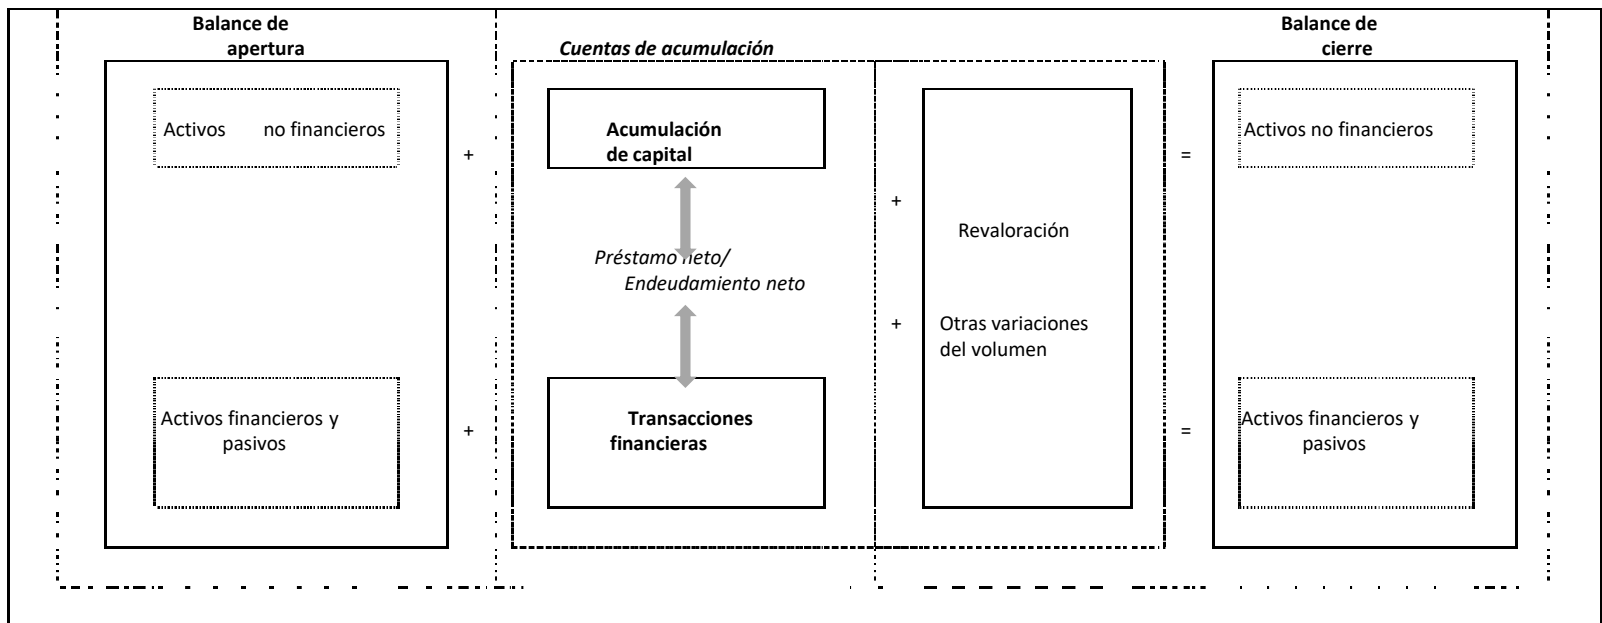 Balance de
apertura
Cuentas de acumulación
Balance de
cierre
Activos no financieros
+
Acumulación
de capital
+
Revaloración
=
Activos no financieros
Préstamo neto/
Endeudamiento neto
+
Otras variaciones
del volumen
Activos financieros y
pasivos
+
Transacciones
financieras
=
Activos financieros y
pasivos